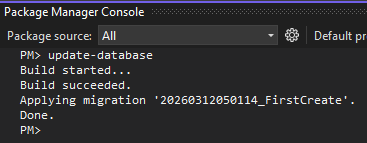 Package Manager Console
Package source: All Default pr
PM> update-database
Build started...
Build succeeded.
Applying migration '20260312050114_FirstCreate'.
Done.
PM>